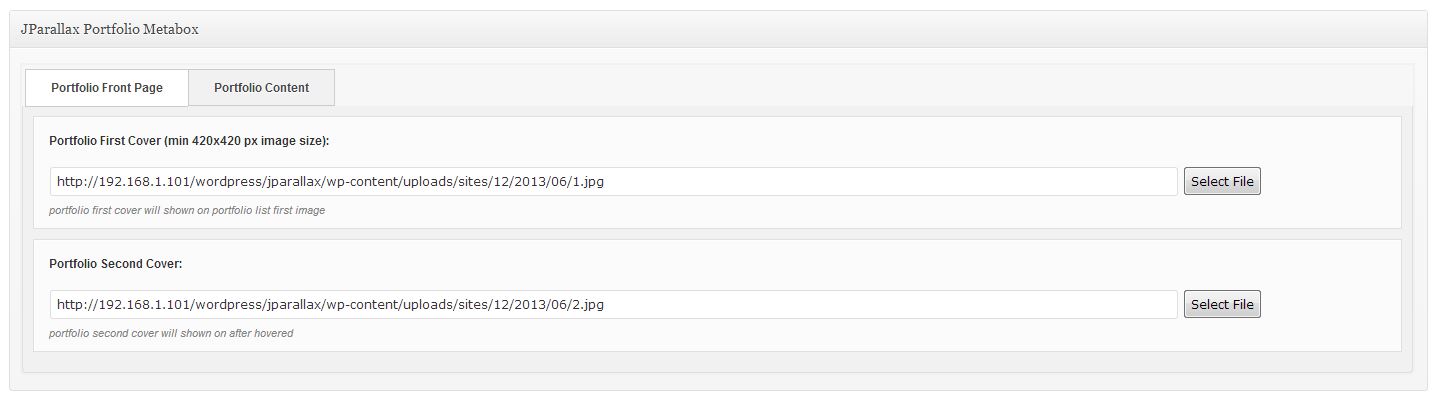 JParallax Portfolio Metabox
Portfolio Front Page Portfolio Content
Portfolio First Cover (min 420x420 px image size):
http://192.168.1.101/wordpress/jparallax/wp-content/uploads/sites/12/2013/06/1.jpg Select File
portfolio first cover will shown on portfolio list first image
Portfolio Second Cover:
http://192.168.1.101/wordpress/jparallax/wp-content/uploads/sites/12/2013/06/2.jpg Select File
portfolio second cover will shown on after hovered